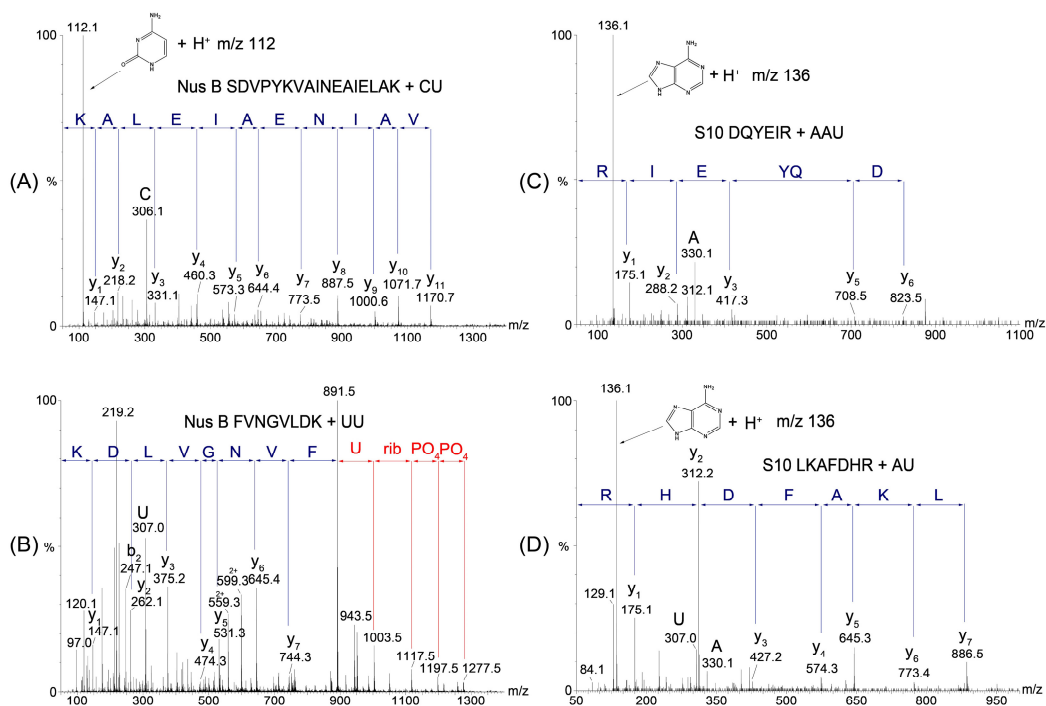 (A)
100
%
112.1
NH₂
N
O
N
H
+ H⁺ m/z 112
Nus B SDVPYKVAINEAIELAK + CU
K A L E I A E N I A V
C
306.1
y₁
147.1
y₂
218.2
y₃
331.1
y₄
460.3
y₅
573.3
y₆
644.4
y₇
773.5
y₈
887.5
y₉
1000.6
y₁₀
1071.7
y₁₁
1170.7
100 300 500 700 900 1100 1300 m/z
(B)
100
%
891.5
219.2
Nus B FVNGVLDK + UU
K D L V G N V F U rib PO₄ PO₄
U
307.0
b₂
247.1
y₂
262.1
y₃
375.2
120.1
y₁
147.1
97.0
y₄
474.3
y₅
531.3
2+
559.3
2+
599.3
y₆
645.4
y₇
744.3
943.5
1003.5
1117.5
1197.5
1277.5
100 300 500 700 900 1100 1300 m/z
(C)
100
%
0
136.1
NH₂
N
N
HN
N
+ H⁺ m/z 136
S10 DQYEIR + AAU
R I E YQ D
A
330.1
312.1
y₁
175.1
y₂
288.2
y₃
417.3
y₅
708.5
y₆
823.5
100 300 500 700 900 1100 m/z
(D)
100
%
136.1
NH₂
N
N
HN
N
+ H⁺ m/z 136
y₂
312.2
S10 LKAFDHR + AU
R H D F A K L
129.1
84.1
y₁
175.1
U
307.0
A
330.1
y₃
427.2
y₄
574.3
y₅
645.3
y₆
773.4
y₇
886.5
50 200 350 500 650 800 950 m/z